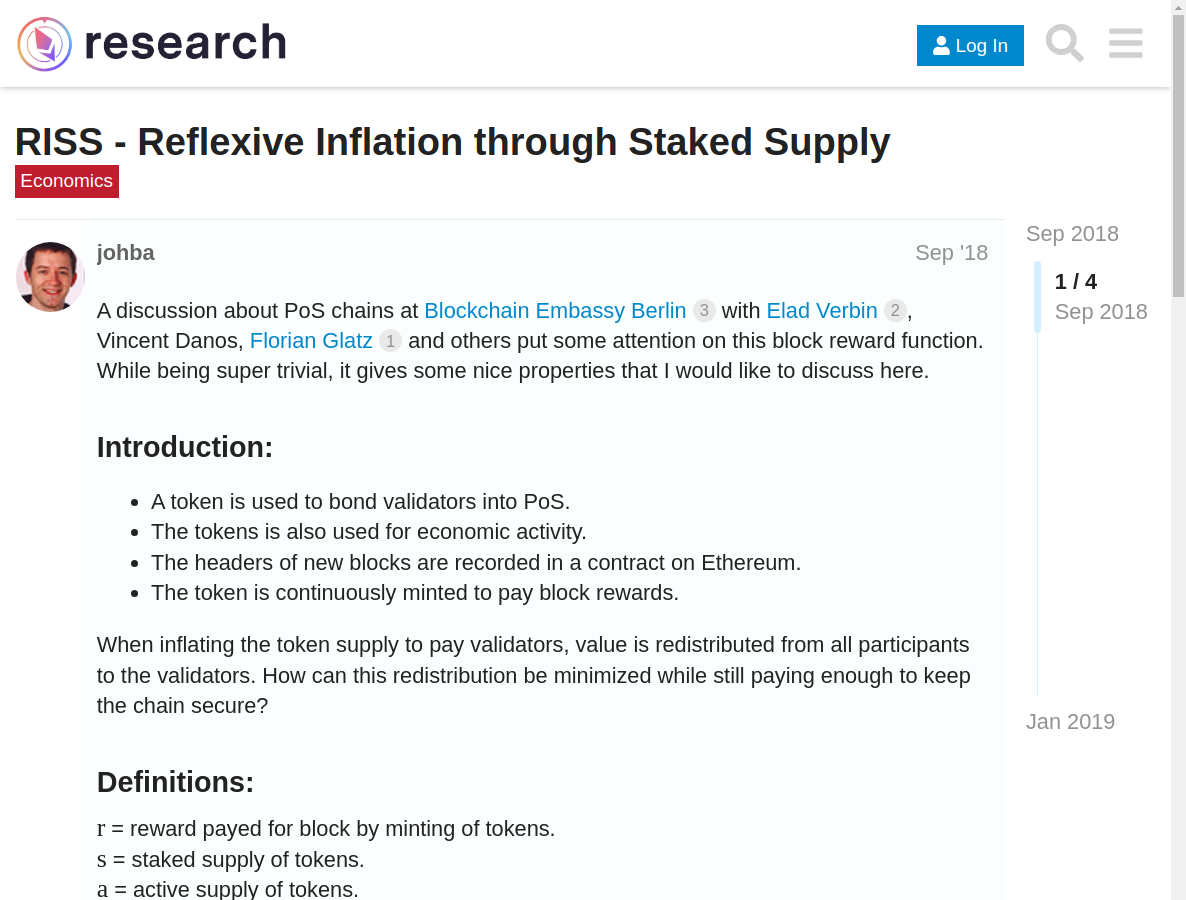 research
Log In
RISS - Reflexive Inflation through Staked Supply
Economics
johba
Sep '18
A discussion about PoS chains at Blockchain Embassy Berlin 3 with Elad Verbin 2,
Vincent Danos, Florian Glatz 1 and others put some attention on this block reward function.
While being super trivial, it gives some nice properties that I would like to discuss here.
Introduction:
A token is used to bond validators into PoS.
The tokens is also used for economic activity.
The headers of new blocks are recorded in a contract on Ethereum.
The token is continuously minted to pay block rewards.
When inflating the token supply to pay validators, value is redistributed from all participants
to the validators. How can this redistribution be minimized while still paying enough to keep
the chain secure?
Definitions:
r = reward payed for block by minting of tokens.
s = staked supply of tokens.
a = active supply of tokens.
Sep 2018
1 / 4
Sep 2018
Jan 2019